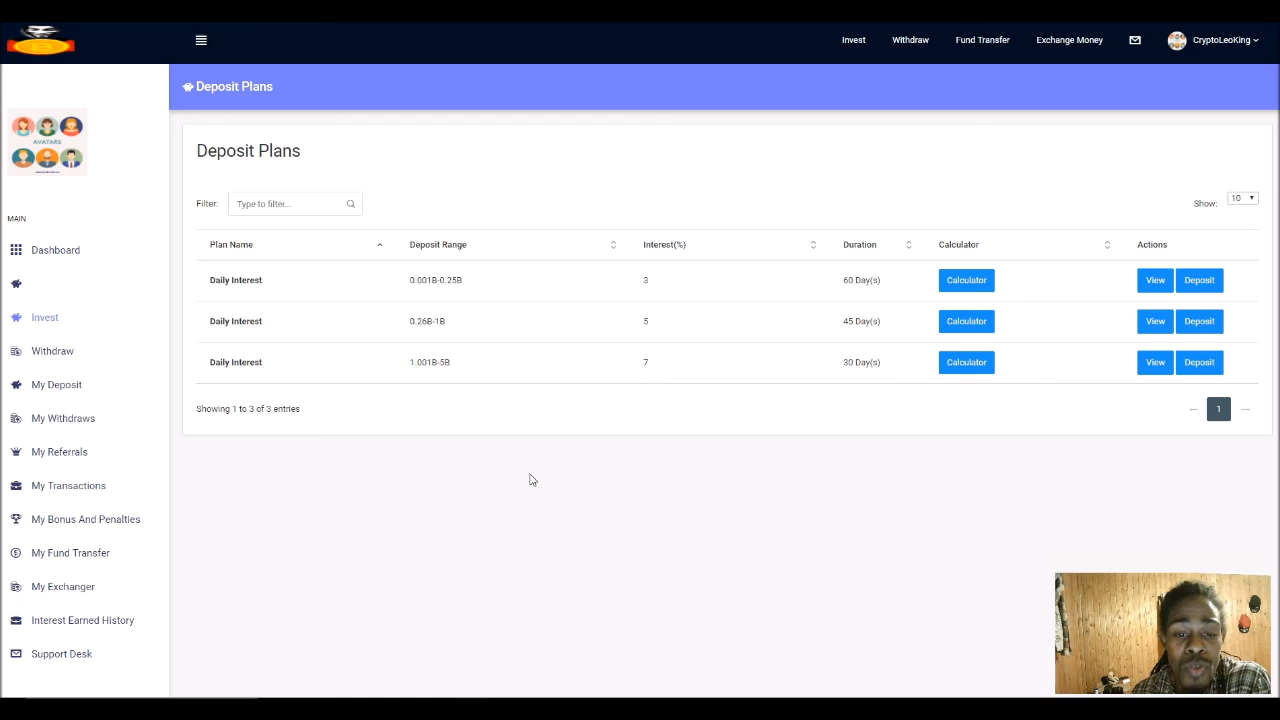 Invest
Withdraw
Fund Transfer
Exchange Money
CryptoLeoKing
Deposit Plans
AVATARS
MAIN
Dashboard
Invest
Withdraw
My Deposit
My Withdraws
My Referrals
My Transactions
My Bonus And Penalties
My Fund Transfer
My Exchanger
Interest Earned History
Support Desk
Deposit Plans
Filter: Type to filter... Show: 10
Plan Name Deposit Range Interest(%) Duration Calculator Actions
Daily Interest 0.001B-0.25B 3 60 Day(s) Calculator View Deposit
Daily Interest 0.26B-1B 5 45 Day(s) Calculator View Deposit
Daily Interest 1.001B-5B 7 30 Day(s) Calculator View Deposit
Showing 1 to 3 of 3 entries ← 1 →